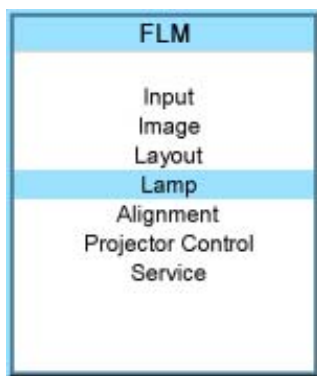 FLM
Input
Image
Layout
Lamp
Alignment
Projector Control
Service